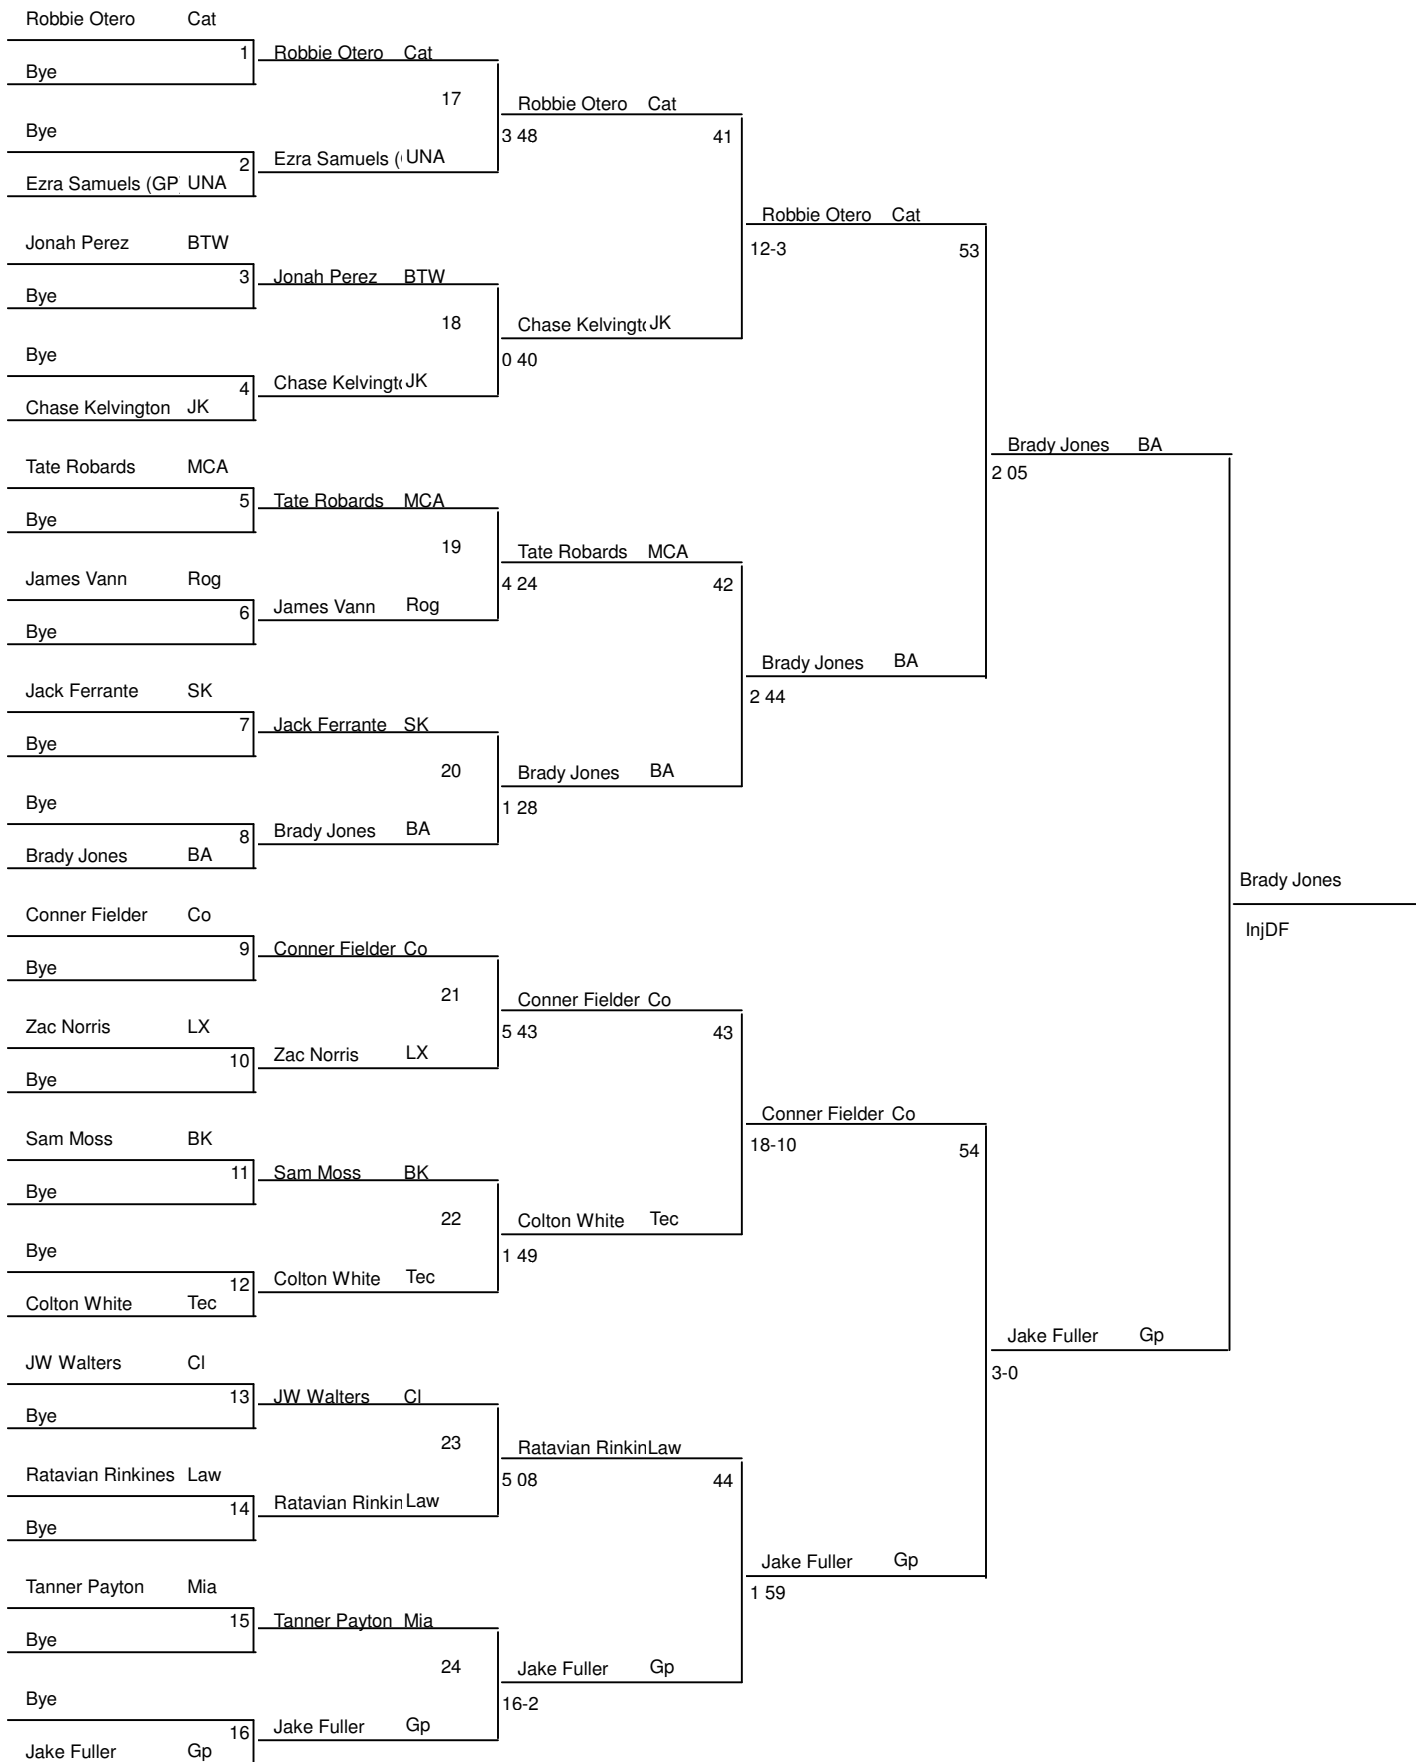 Robbie Otero Cat
1
Bye
Bye
2
Ezra Samuels (GP UNA
Jonah Perez BTW
3
Bye
Bye
4
Chase Kelvington JK
Tate Robards MCA
5
Bye
James Vann Rog
6
Bye
Jack Ferrante SK
7
Bye
Bye
8
Brady Jones BA
Conner Fielder Co
9
Bye
Zac Norris LX
10
Bye
Sam Moss BK
11
Bye
Bye
12
Colton White Tec
JW Walters Cl
13
Bye
Ratavian Rinkines Law
14
Bye
Tanner Payton Mia
15
Bye
Bye
16
Jake Fuller Gp
Robbie Otero Cat
17
Ezra Samuels ( UNA
Jonah Perez BTW
18
Chase Kelvingt JK
Tate Robards MCA
19
James Vann Rog
Jack Ferrante SK
20
Brady Jones BA
Conner Fielder Co
21
Zac Norris LX
Sam Moss BK
22
Colton White Tec
JW Walters Cl
23
Ratavian Rinkin Law
Tanner Payton Mia
24
Jake Fuller Gp
Robbie Otero Cat
3 48
41
Chase Kelvingt JK
0 40
Tate Robards MCA
4 24
42
Brady Jones BA
1 28
Conner Fielder Co
5 43
43
Colton White Tec
1 49
Ratavian Rinkin Law
5 08
44
Jake Fuller Gp
16-2
Robbie Otero Cat
12-3
53
Brady Jones BA
2 44
Conner Fielder Co
18-10
54
Jake Fuller Gp
1 59
Brady Jones BA
2 05
Jake Fuller Gp
3-0
Brady Jones
InjDF